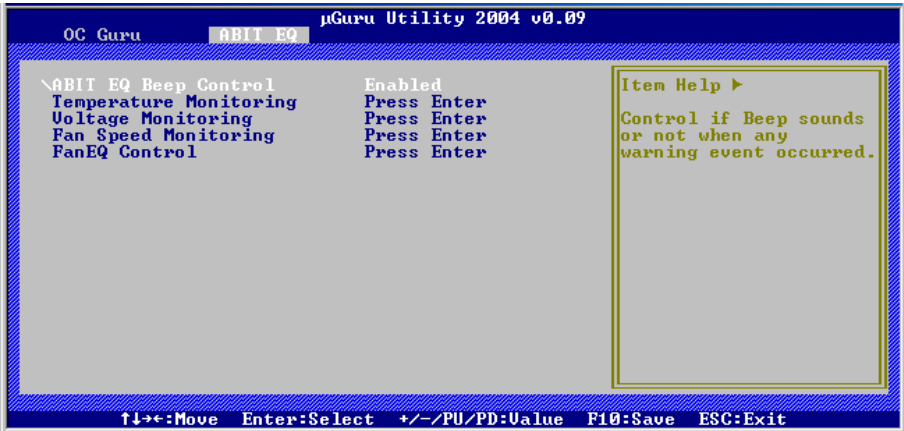 µGuru Utility 2004 v0.09
OC Guru ABIT EQ
\ABIT EQ Beep Control Enabled
Temperature Monitoring Press Enter
Voltage Monitoring Press Enter
Fan Speed Monitoring Press Enter
FanEQ Control Press Enter
Item Help ►
Control if Beep sounds
or not when any
warning event occurred.
↑↓→←:Move Enter:Select +/-/PU/PD:Value F10:Save ESC:Exit